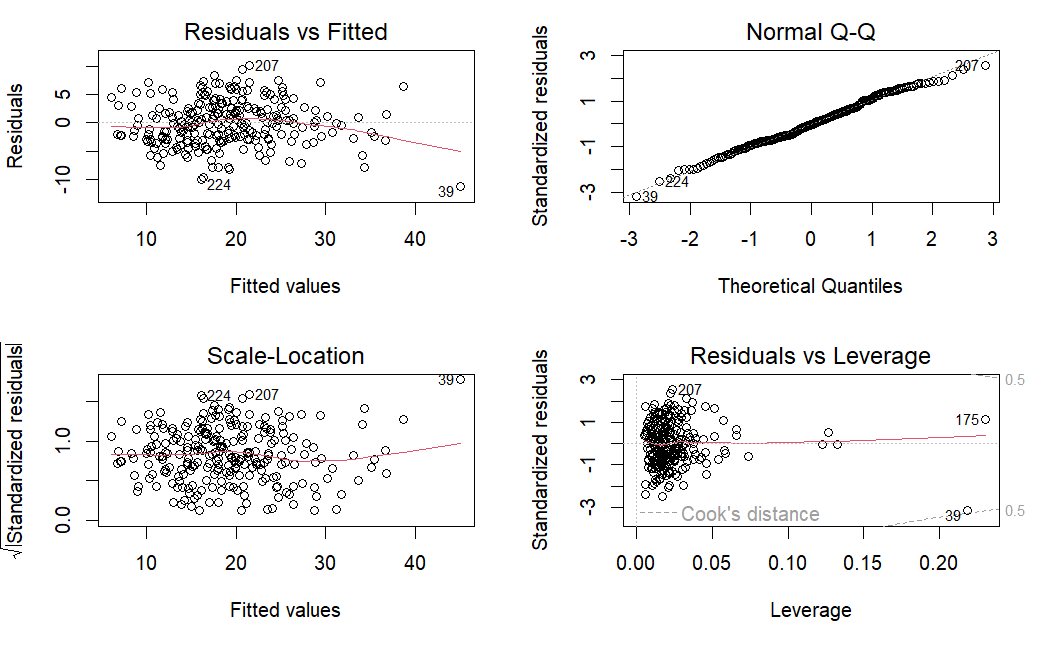 Residuals vs Fitted
Residuals
5
0
-10
207
224
39
10 20 30 40
Fitted values
Normal Q-Q
Standardized residuals
3
1
-1
-3
207
224
39
-3 -2 -1 0 1 2 3
Theoretical Quantiles
Scale-Location
√|Standardized residuals|
1.0
0.0
224
207
39
10 20 30 40
Fitted values
Residuals vs Leverage
Standardized residuals
3
1
-1
-3
207
175
39
0.5
0.5
Cook's distance
0.00 0.05 0.10 0.15 0.20
Leverage